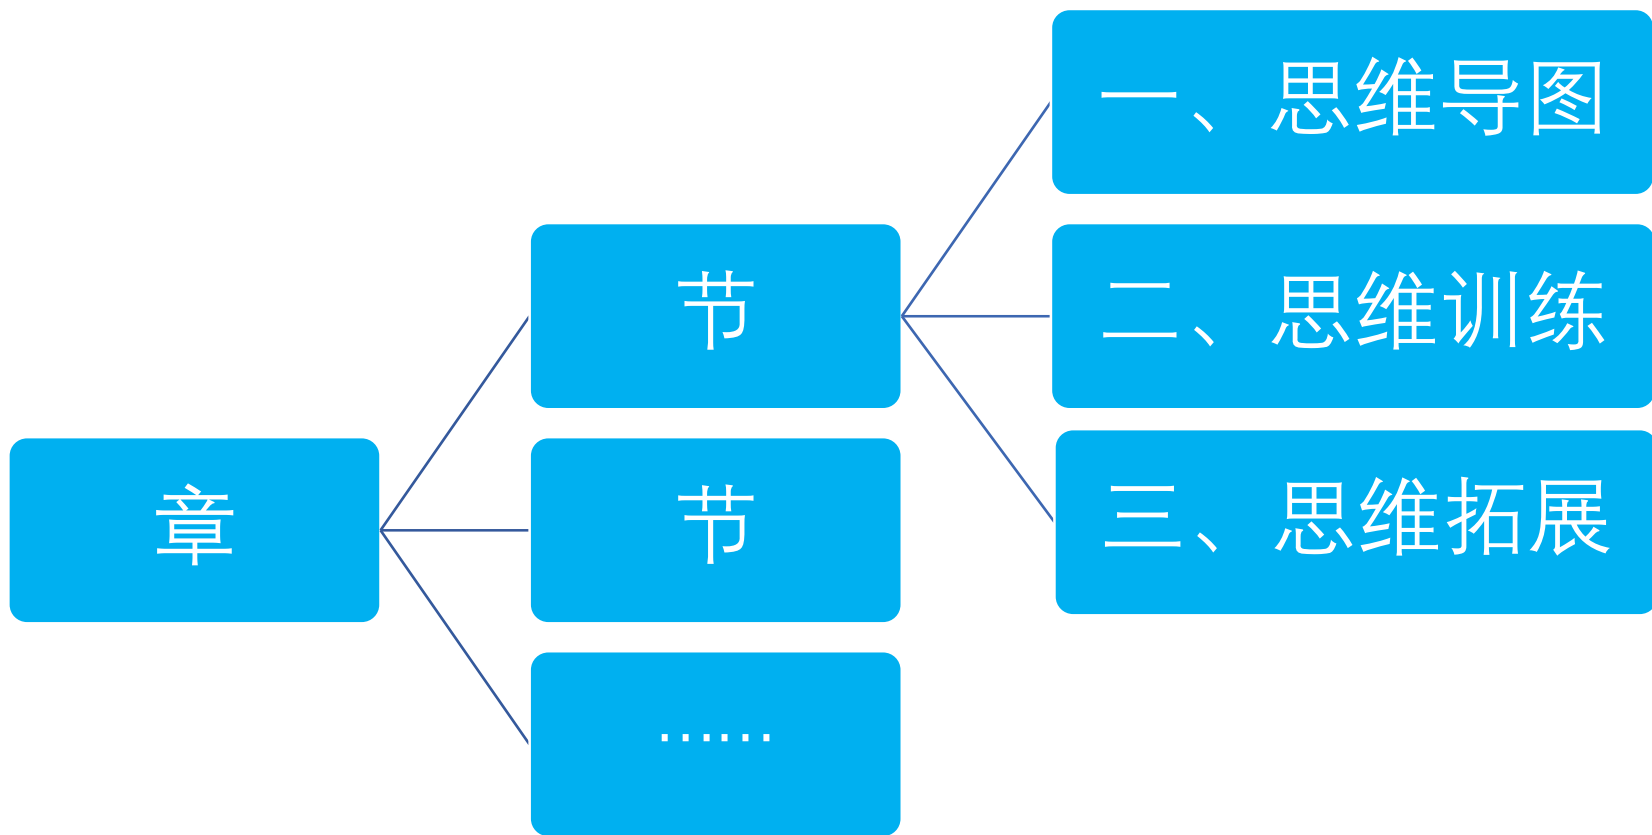 一、思维导图
节
二、思维训练
章
节
三、思维拓展
……